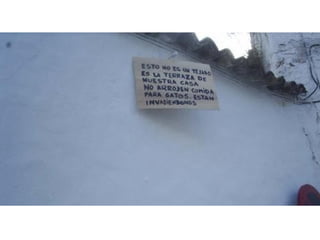 ESTO NO ES UN TEJADO
ES LA TERRAZA DE
NUESTRA CASA
NO ARROJEN COMIDA
PARA GATOS. ESTAN
INVADIENDONOS